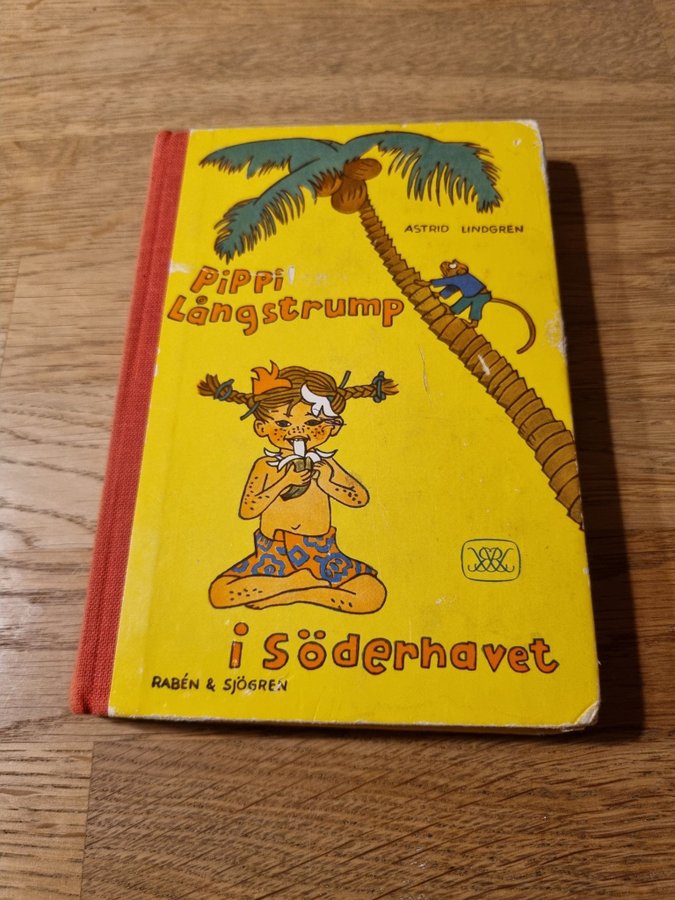 ASTRID LINDGREN
Pippi
Långstrump
i Söderhavet
RABÉN & SJÖGREN